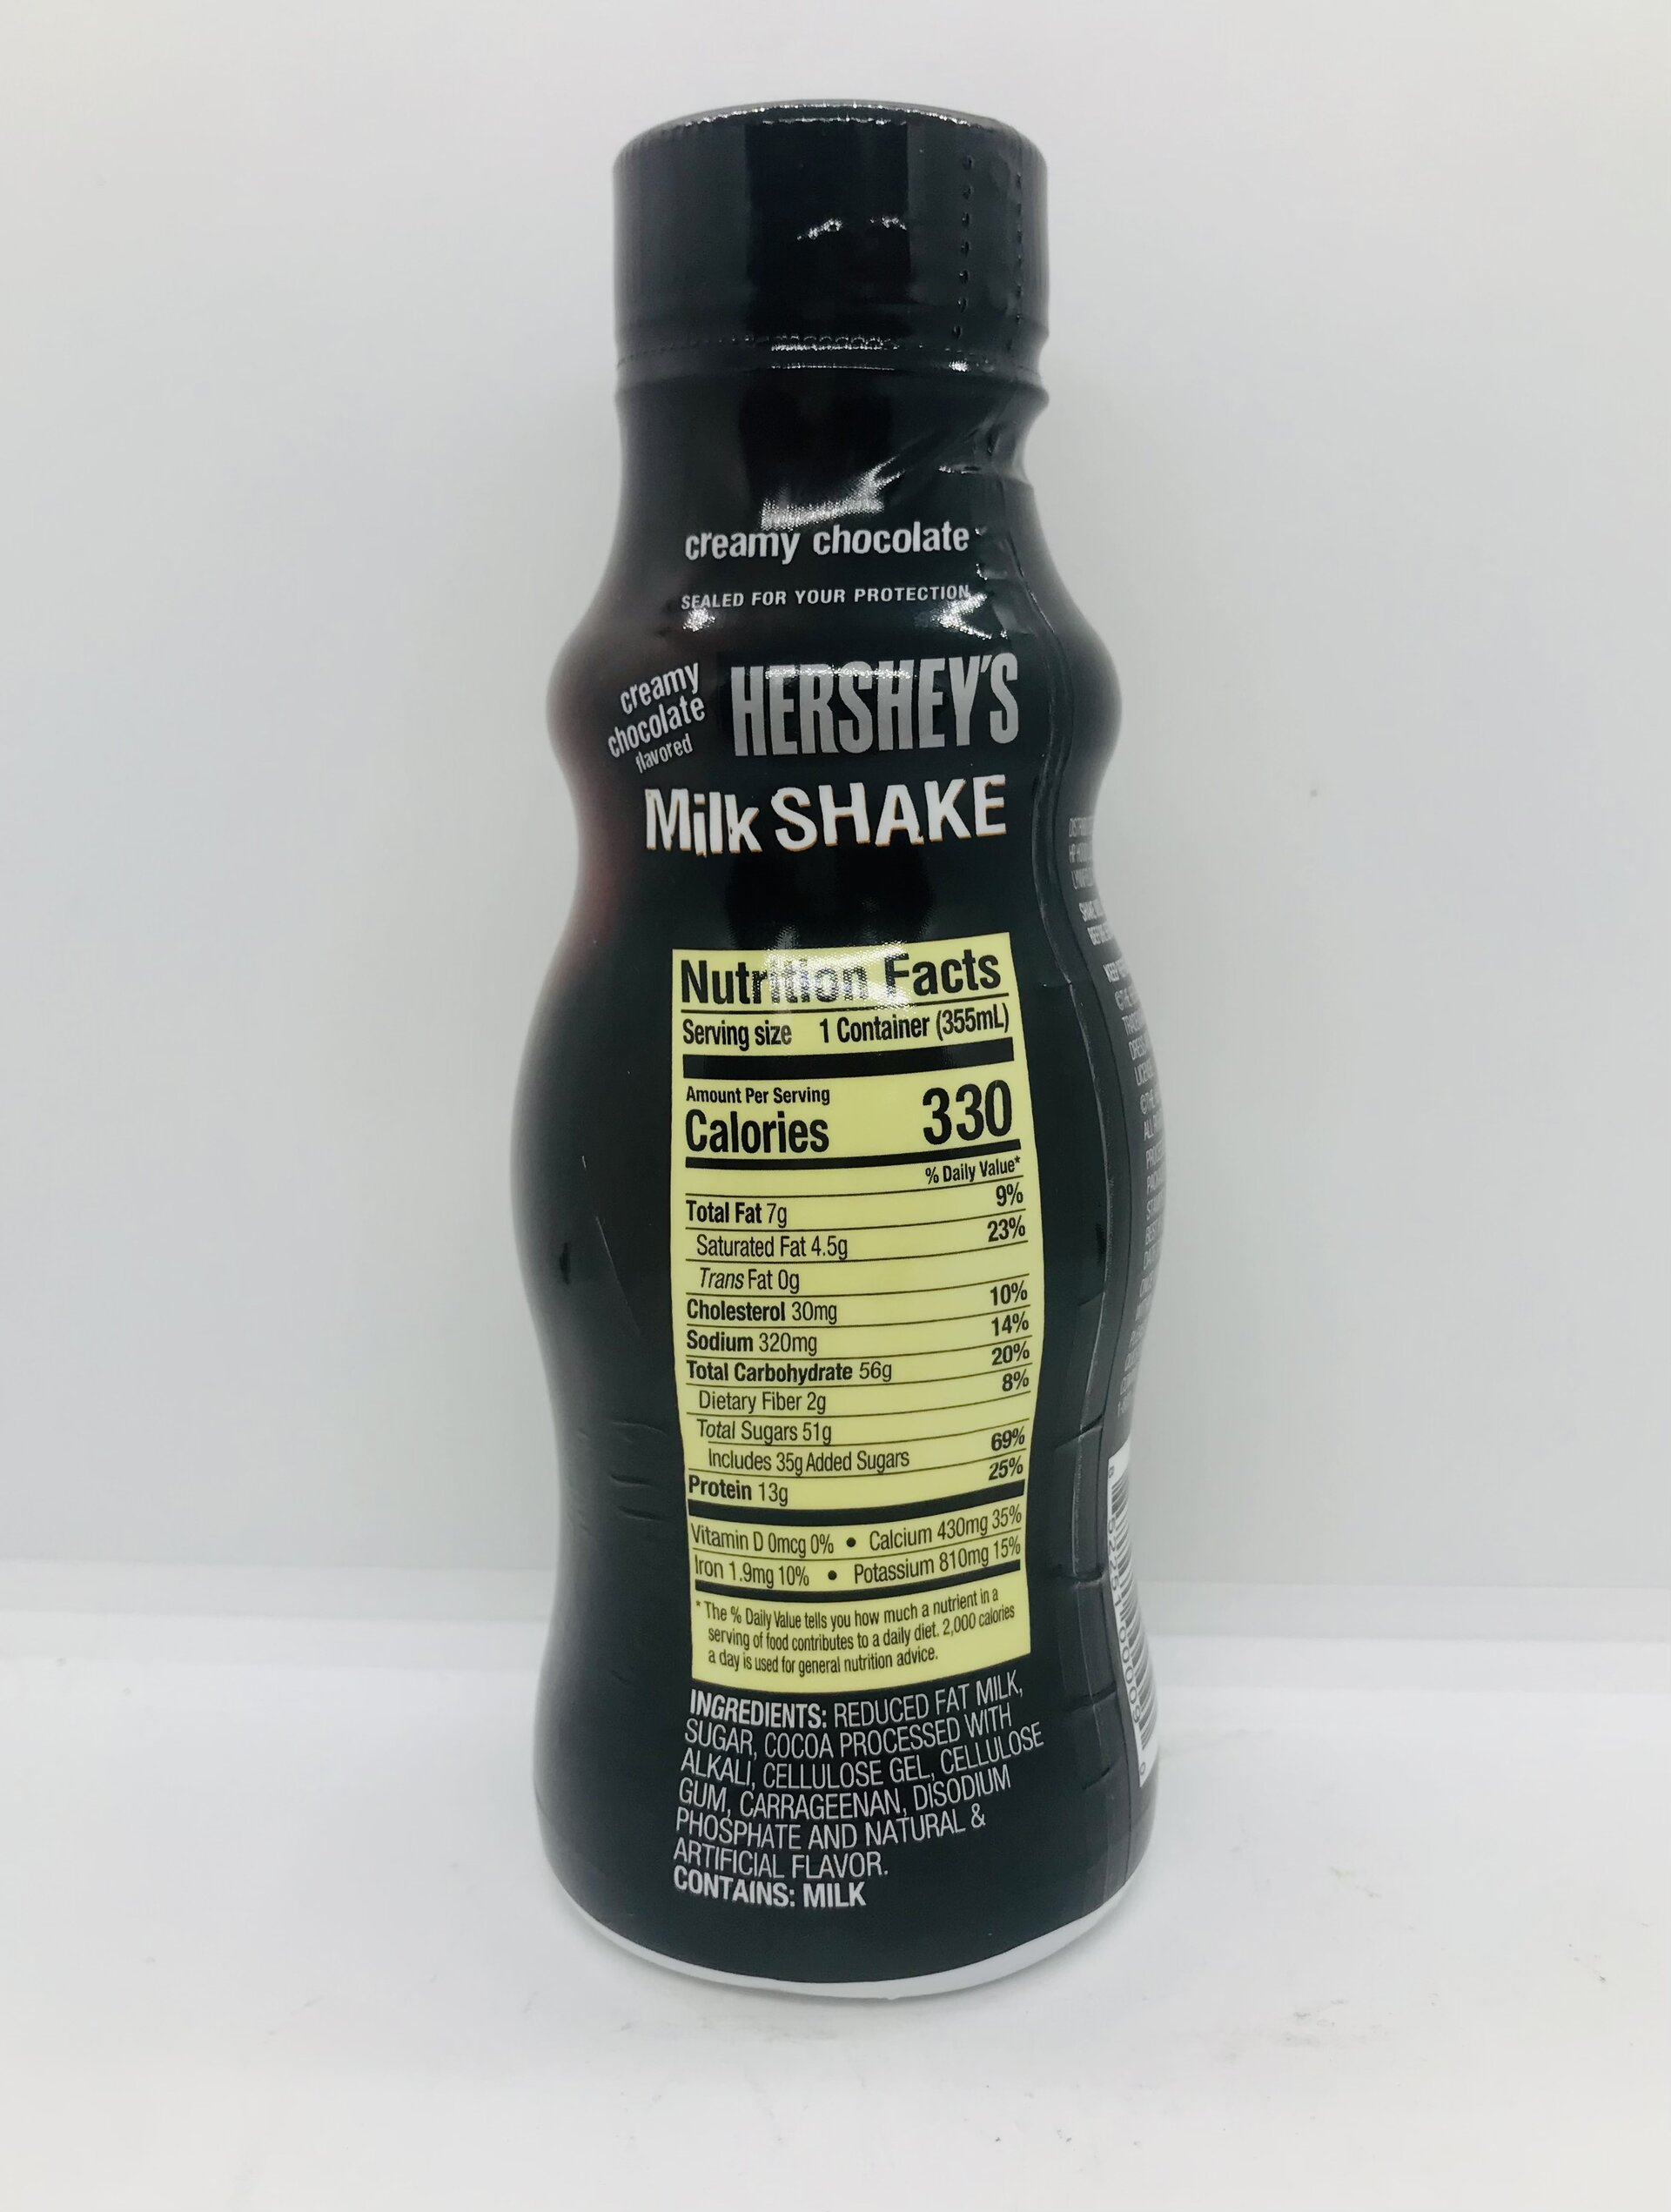 creamy chocolate
SEALED FOR YOUR PROTECTION
creamy
chocolate
flavored
HERSHEY'S
Milk SHAKE
Nutrition Facts
Serving size 1 Container (355mL)
Amount Per Serving
Calories 330
% Daily Value*
Total Fat 7g 9%
Saturated Fat 4.5g 23%
Trans Fat 0g
Cholesterol 30mg 10%
Sodium 320mg 14%
Total Carbohydrate 56g 20%
Dietary Fiber 2g 8%
Total Sugars 51g
Includes 35g Added Sugars 69%
Protein 13g 25%
Vitamin D 0mcg 0% • Calcium 430mg 35%
Iron 1.9mg 10% • Potassium 810mg 15%
* The % Daily Value tells you how much a nutrient in a
serving of food contributes to a daily diet. 2,000 calories
a day is used for general nutrition advice.
INGREDIENTS: REDUCED FAT MILK,
SUGAR, COCOA PROCESSED WITH
ALKALI, CELLULOSE GEL, CELLULOSE
GUM, CARRAGEENAN, DISODIUM
PHOSPHATE AND NATURAL &
ARTIFICIAL FLAVOR.
CONTAINS: MILK